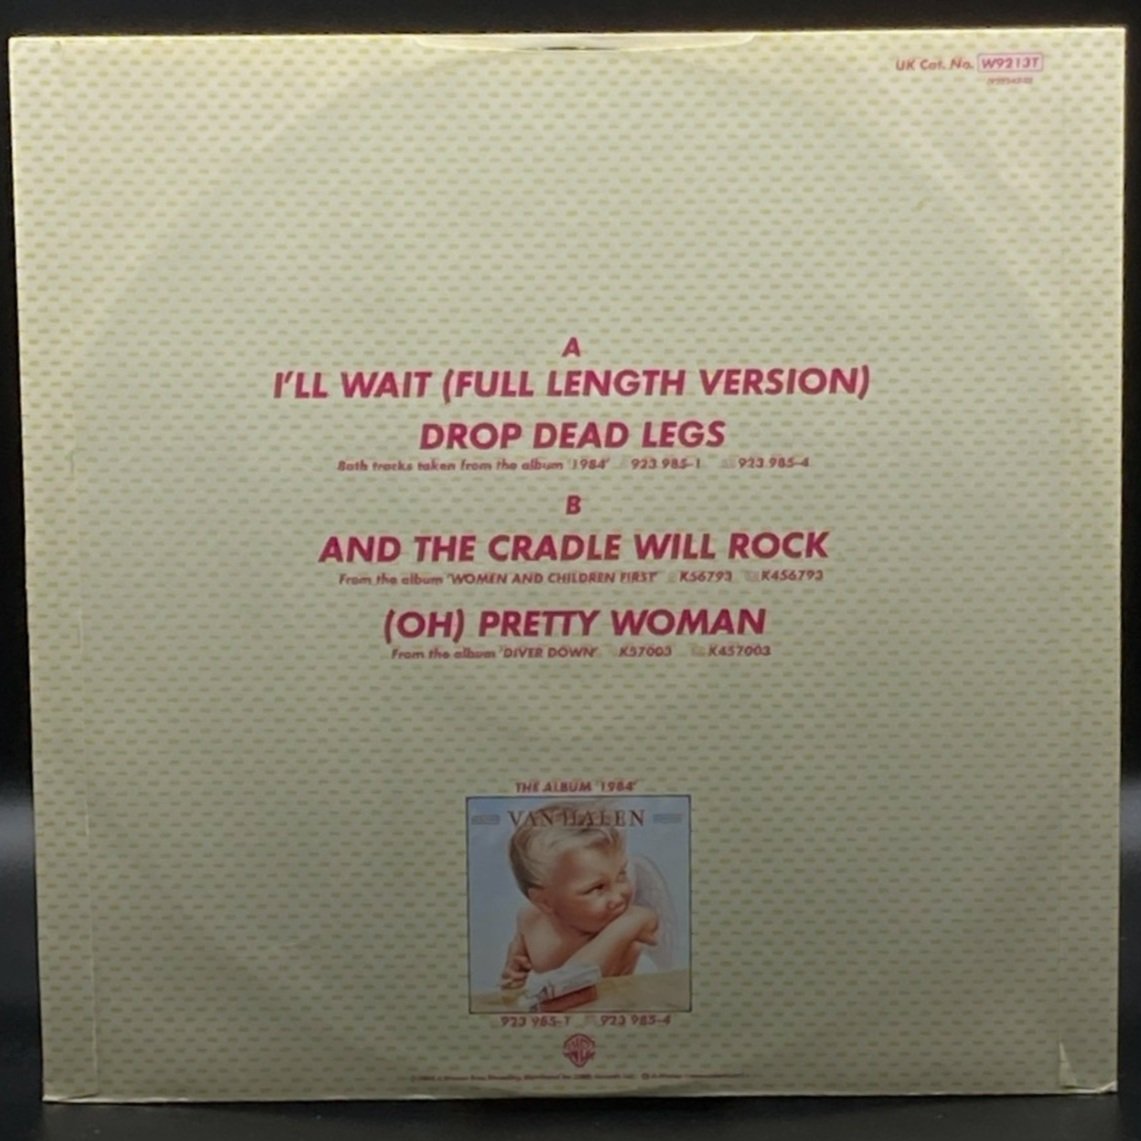 UK Cat. No. W9213T
A
I'LL WAIT (FULL LENGTH VERSION)
DROP DEAD LEGS
Both tracks taken from the album '1984' 923 985-1 923 985-4
B
AND THE CRADLE WILL ROCK
From the album 'WOMEN AND CHILDREN FIRST' K56793 K456793
(OH) PRETTY WOMAN
From the album 'DIVER DOWN' K57003 K457003
THE ALBUM '1984'
VAN HALEN
923 985-1 923 985-4